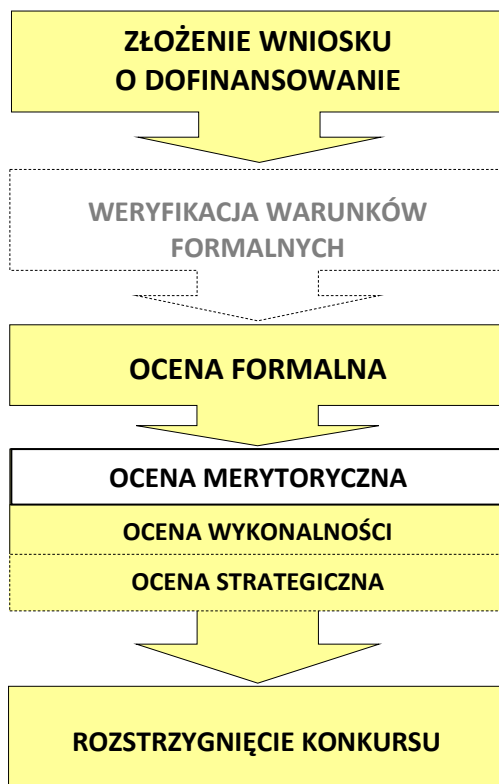 ZŁOŻENIE WNIOSKU
O DOFINANSOWANIE
WERYFIKACJA WARUNKÓW
FORMALNYCH
OCENA FORMALNA
OCENA MERYTORYCZNA
OCENA WYKONALNOŚCI
OCENA STRATEGICZNA
ROZSTRZYGNIĘCIE KONKURSU